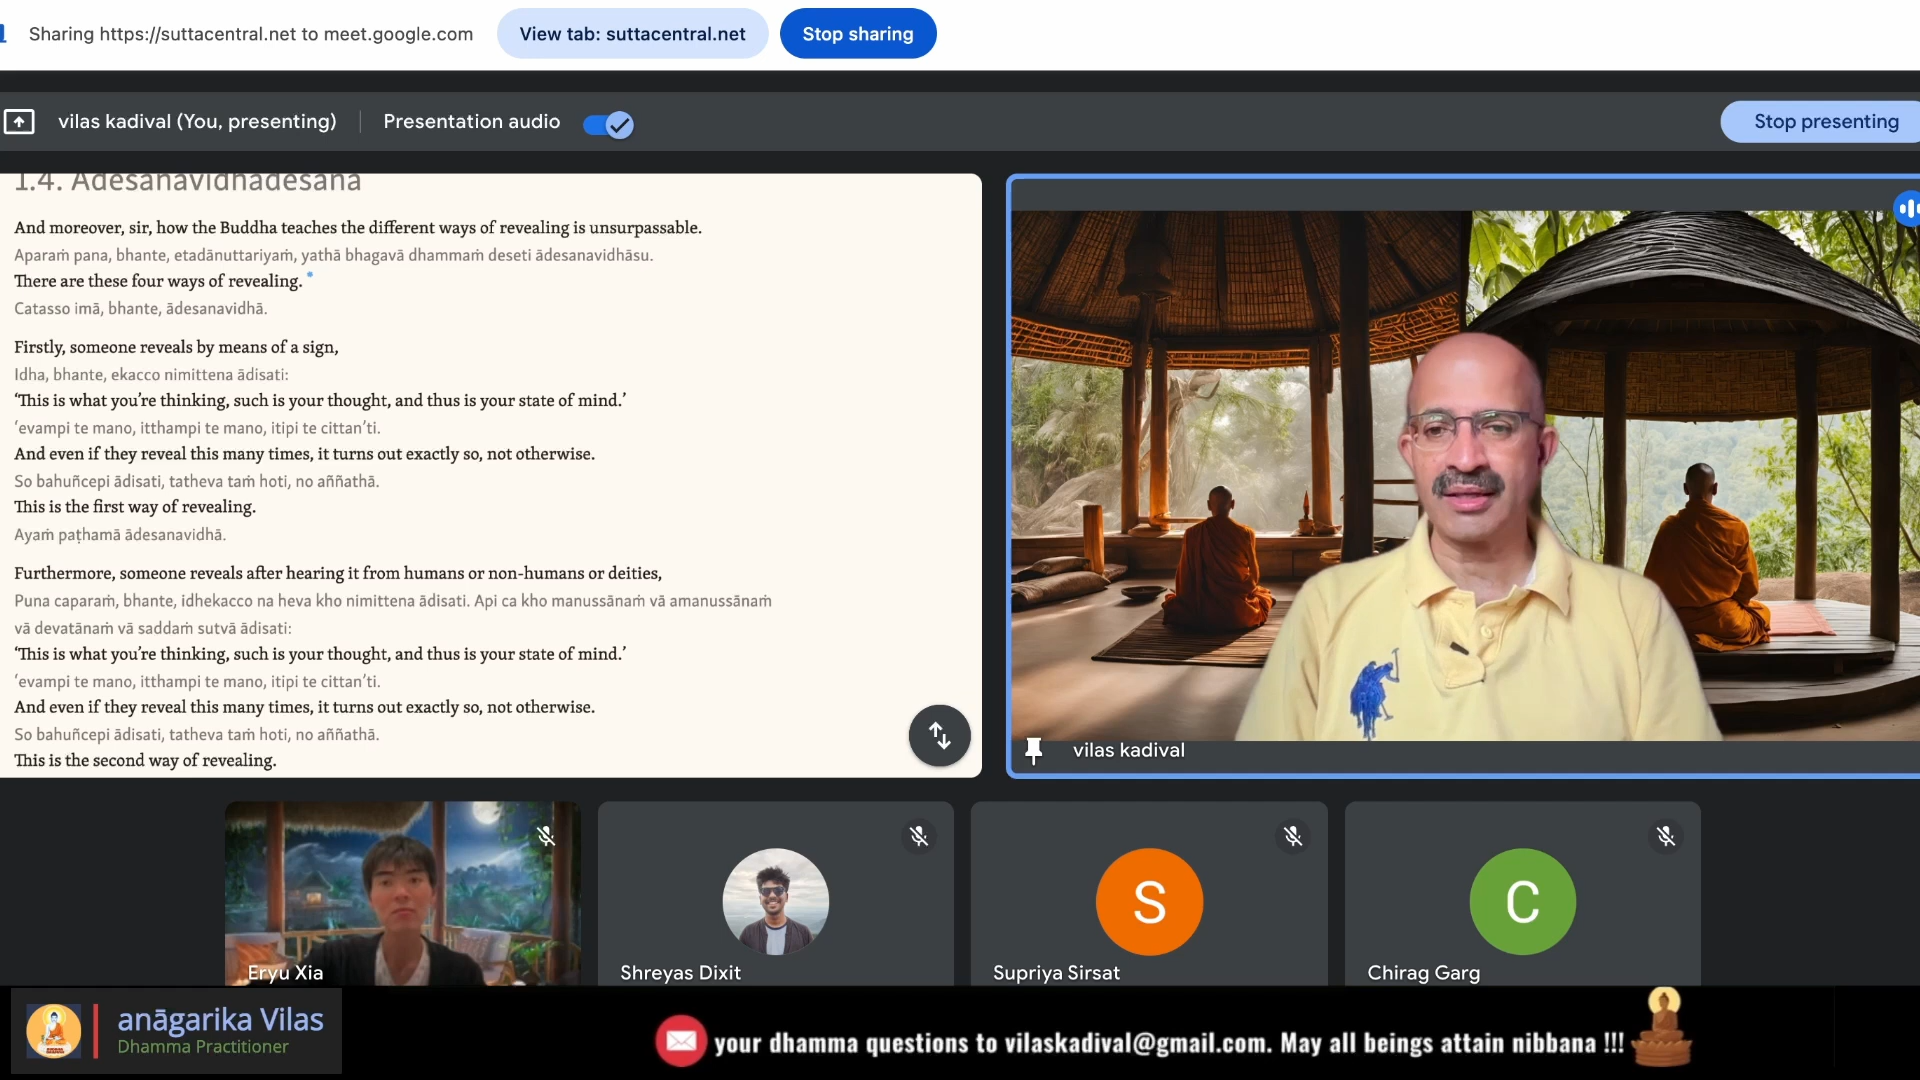 Sharing https://suttacentral.net to meet.google.com
View tab: suttacentral.net
Stop sharing
vilas kadival (You, presenting)
Presentation audio
Stop presenting
1.4. Ādesanavidhādesanā
And moreover, sir, how the Buddha teaches the different ways of revealing is unsurpassable.
Aparaṁ pana, bhante, etadānuttariyaṁ, yathā bhagavā dhammaṁ deseti ādesanavidhāsu.
There are these four ways of revealing.
Catasso imā, bhante, ādesanavidhā.
Firstly, someone reveals by means of a sign,
Idha, bhante, ekacco nimittena ādisati:
‘This is what you’re thinking, such is your thought, and thus is your state of mind.’
‘evampi te mano, itthampi te mano, itipi te cittan’ti.
And even if they reveal this many times, it turns out exactly so, not otherwise.
So bahuñcepi ādisati, tatheva taṁ hoti, no aññathā.
This is the first way of revealing.
Ayaṁ paṭhamā ādesanavidhā.
Furthermore, someone reveals after hearing it from humans or non-humans or deities,
Puna caparaṁ, bhante, idhekacco na heva kho nimittena ādisati. Api ca kho manussānaṁ vā amanussānaṁ
vā devatānaṁ vā saddaṁ sutvā ādisati:
‘This is what you’re thinking, such is your thought, and thus is your state of mind.’
‘evampi te mano, itthampi te mano, itipi te cittan’ti.
And even if they reveal this many times, it turns out exactly so, not otherwise.
So bahuñcepi ādisati, tatheva taṁ hoti, no aññathā.
This is the second way of revealing.
vilas kadival
S
C
Eryu Xia
Shreyas Dixit
Supriya Sirsat
Chirag Garg
anāgarika Vilas
Dhamma Practitioner
your dhamma questions to vilaskadival@gmail.com. May all beings attain nibbana !!!